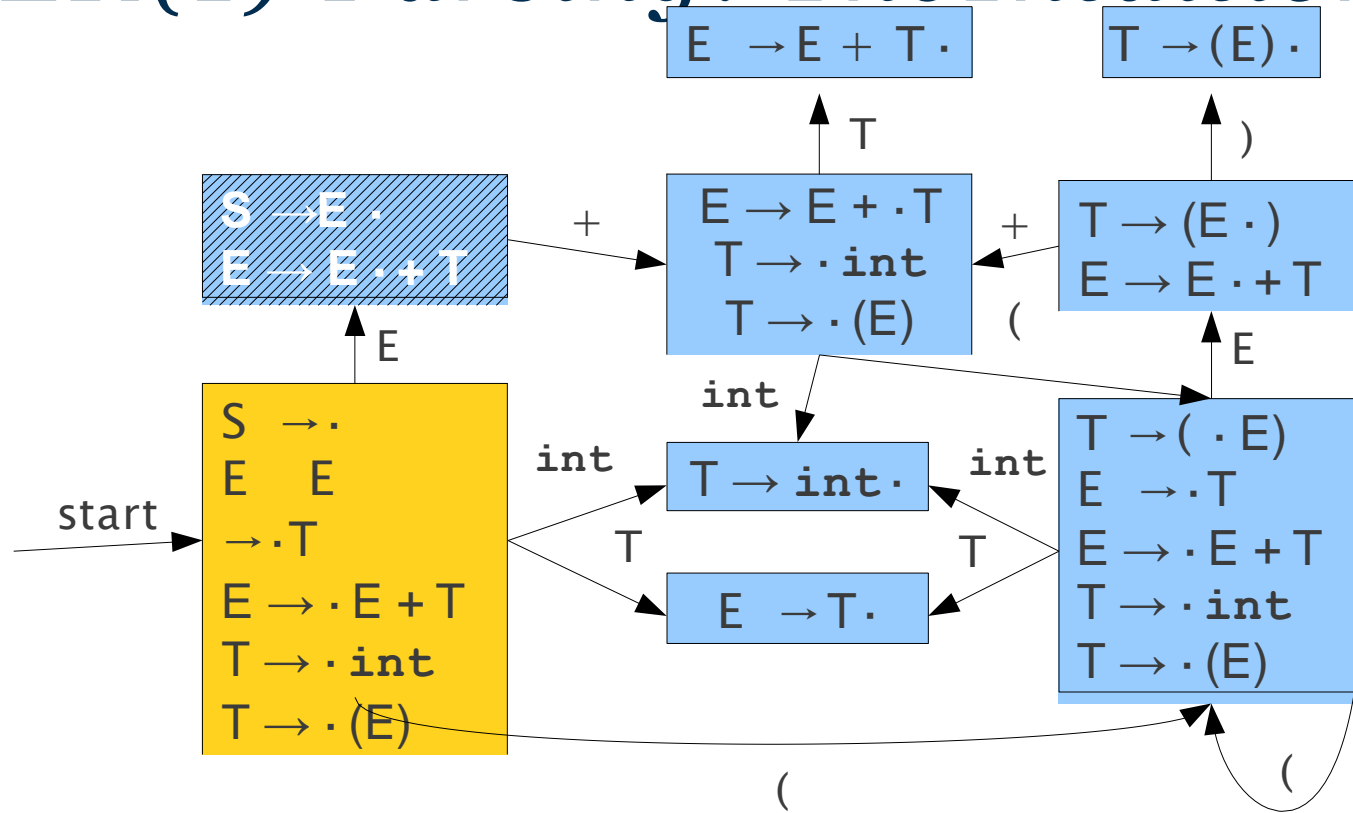 E → E + T ·
T → (E) ·
T
)
S → E ·
E → E · + T
+
E → E + · T
T → · int
T → · (E)
+
T → (E · )
E → E · + T
(
E
E
int
S → ·
E E
→ · T
E → · E + T
T → · int
T → · (E)
start
int
T
T → int ·
E → T ·
int
T
T → ( · E)
E → · T
E → · E + T
T → · int
T → · (E)
(
(